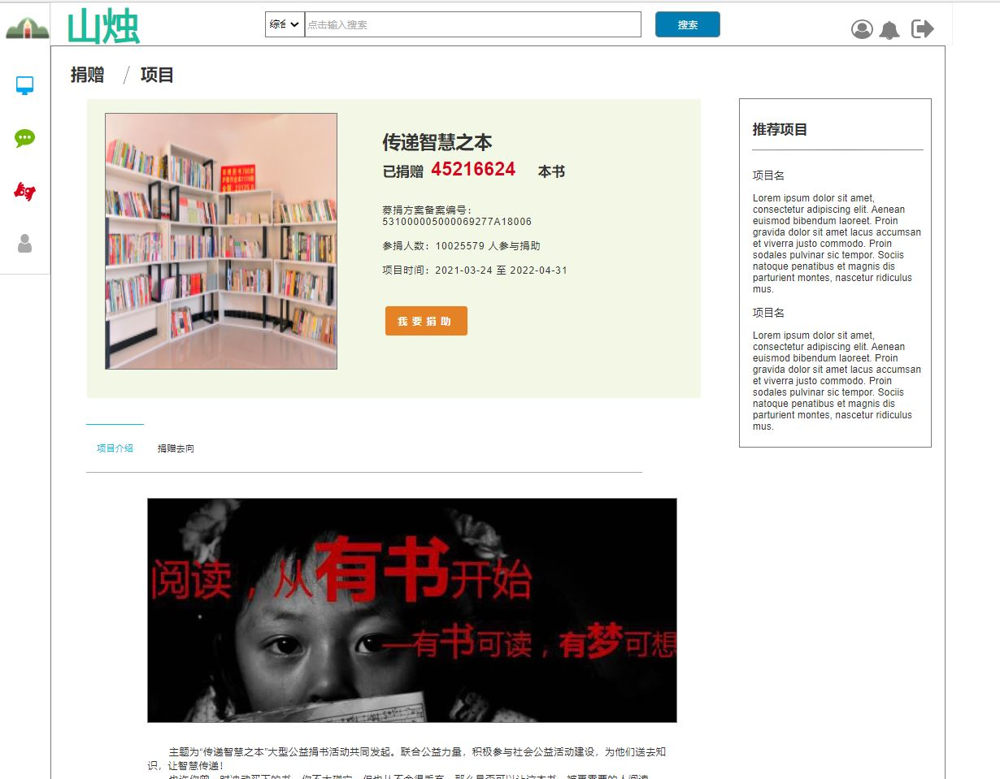 山烛
综合
点击输入搜索
搜索
捐赠 / 项目
传递智慧之本
已捐赠 45216624 本书
募捐方案备案编号：
531000005000069277A18006
参捐人数：10025579 人参与捐助
项目时间：2021-03-24 至 2022-04-31
我要捐助
推荐项目
项目名
Lorem ipsum dolor sit amet,
consectetur adipiscing elit. Aenean
euismod bibendum laoreet. Proin
gravida dolor sit amet lacus accumsan
et viverra justo commodo. Proin
sodales pulvinar sic tempor. Sociis
natoque penatibus et magnis dis
parturient montes, nascetur ridiculus
mus.
项目名
Lorem ipsum dolor sit amet,
consectetur adipiscing elit. Aenean
euismod bibendum laoreet. Proin
gravida dolor sit amet lacus accumsan
et viverra justo commodo. Proin
sodales pulvinar sic tempor. Sociis
natoque penatibus et magnis dis
parturient montes, nascetur ridiculus
mus.
项目介绍 捐赠去向
阅读，从有书开始
—有书可读，有梦可想
主题为“传递智慧之本”大型公益捐书活动共同发起。联合公益力量，积极参与社会公益活动建设，为他们送去知
识，让智慧传递！